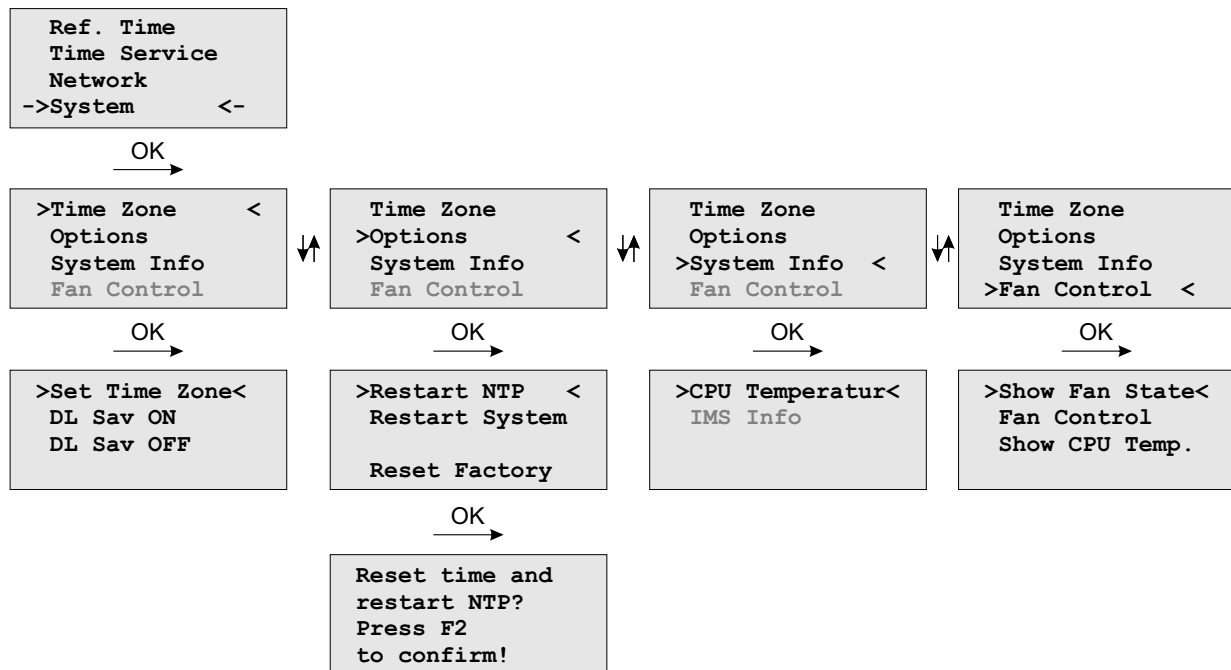 Ref. Time
Time Service
Network
->System <-
OK
>Time Zone <
Options
System Info
Fan Control
Time Zone
>Options <
System Info
Fan Control
Time Zone
Options
>System Info <
Fan Control
Time Zone
Options
System Info
>Fan Control <
OK
OK
OK
OK
>Set Time Zone<
DL Sav ON
DL Sav OFF
>Restart NTP <
Restart System
Reset Factory
>CPU Temperatur<
IMS Info
>Show Fan State<
Fan Control
Show CPU Temp.
OK
Reset time and
restart NTP?
Press F2
to confirm!